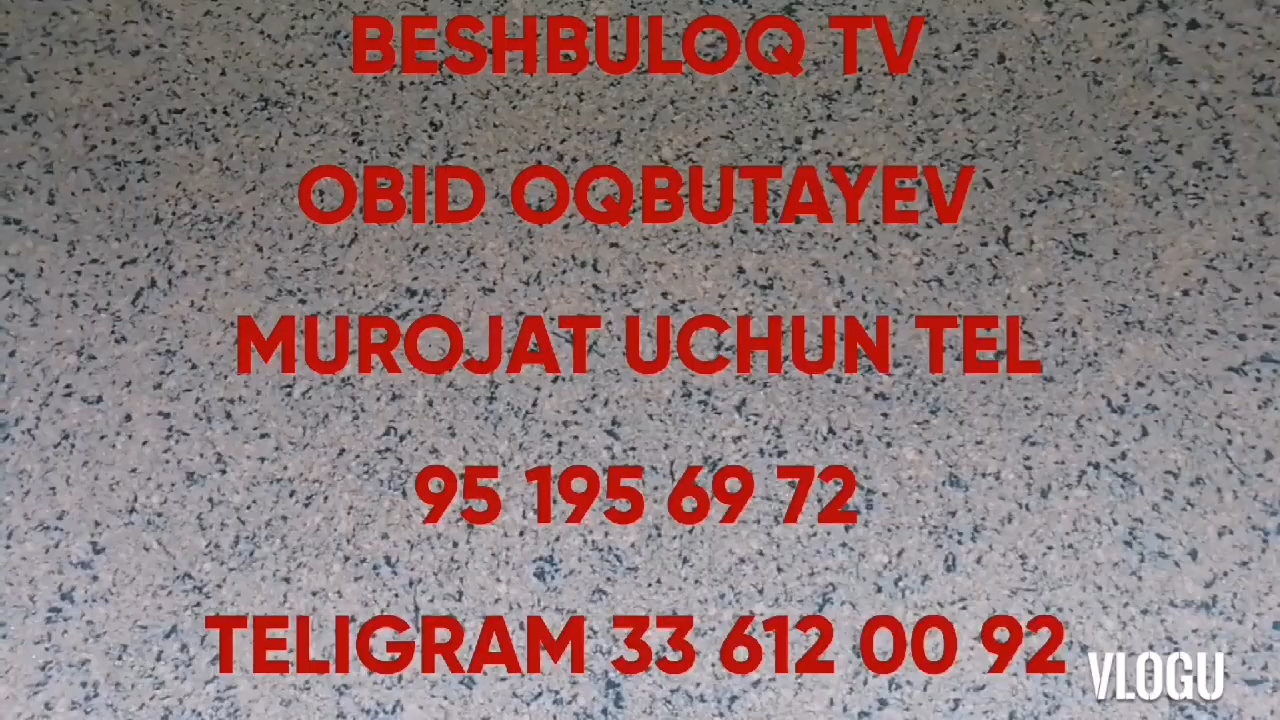 BESHBULOQ TV
OBID OQBUTAYEV
MUROJAT UCHUN TEL
95 195 69 72
TELIGRAM 33 612 00 92
VLOGU